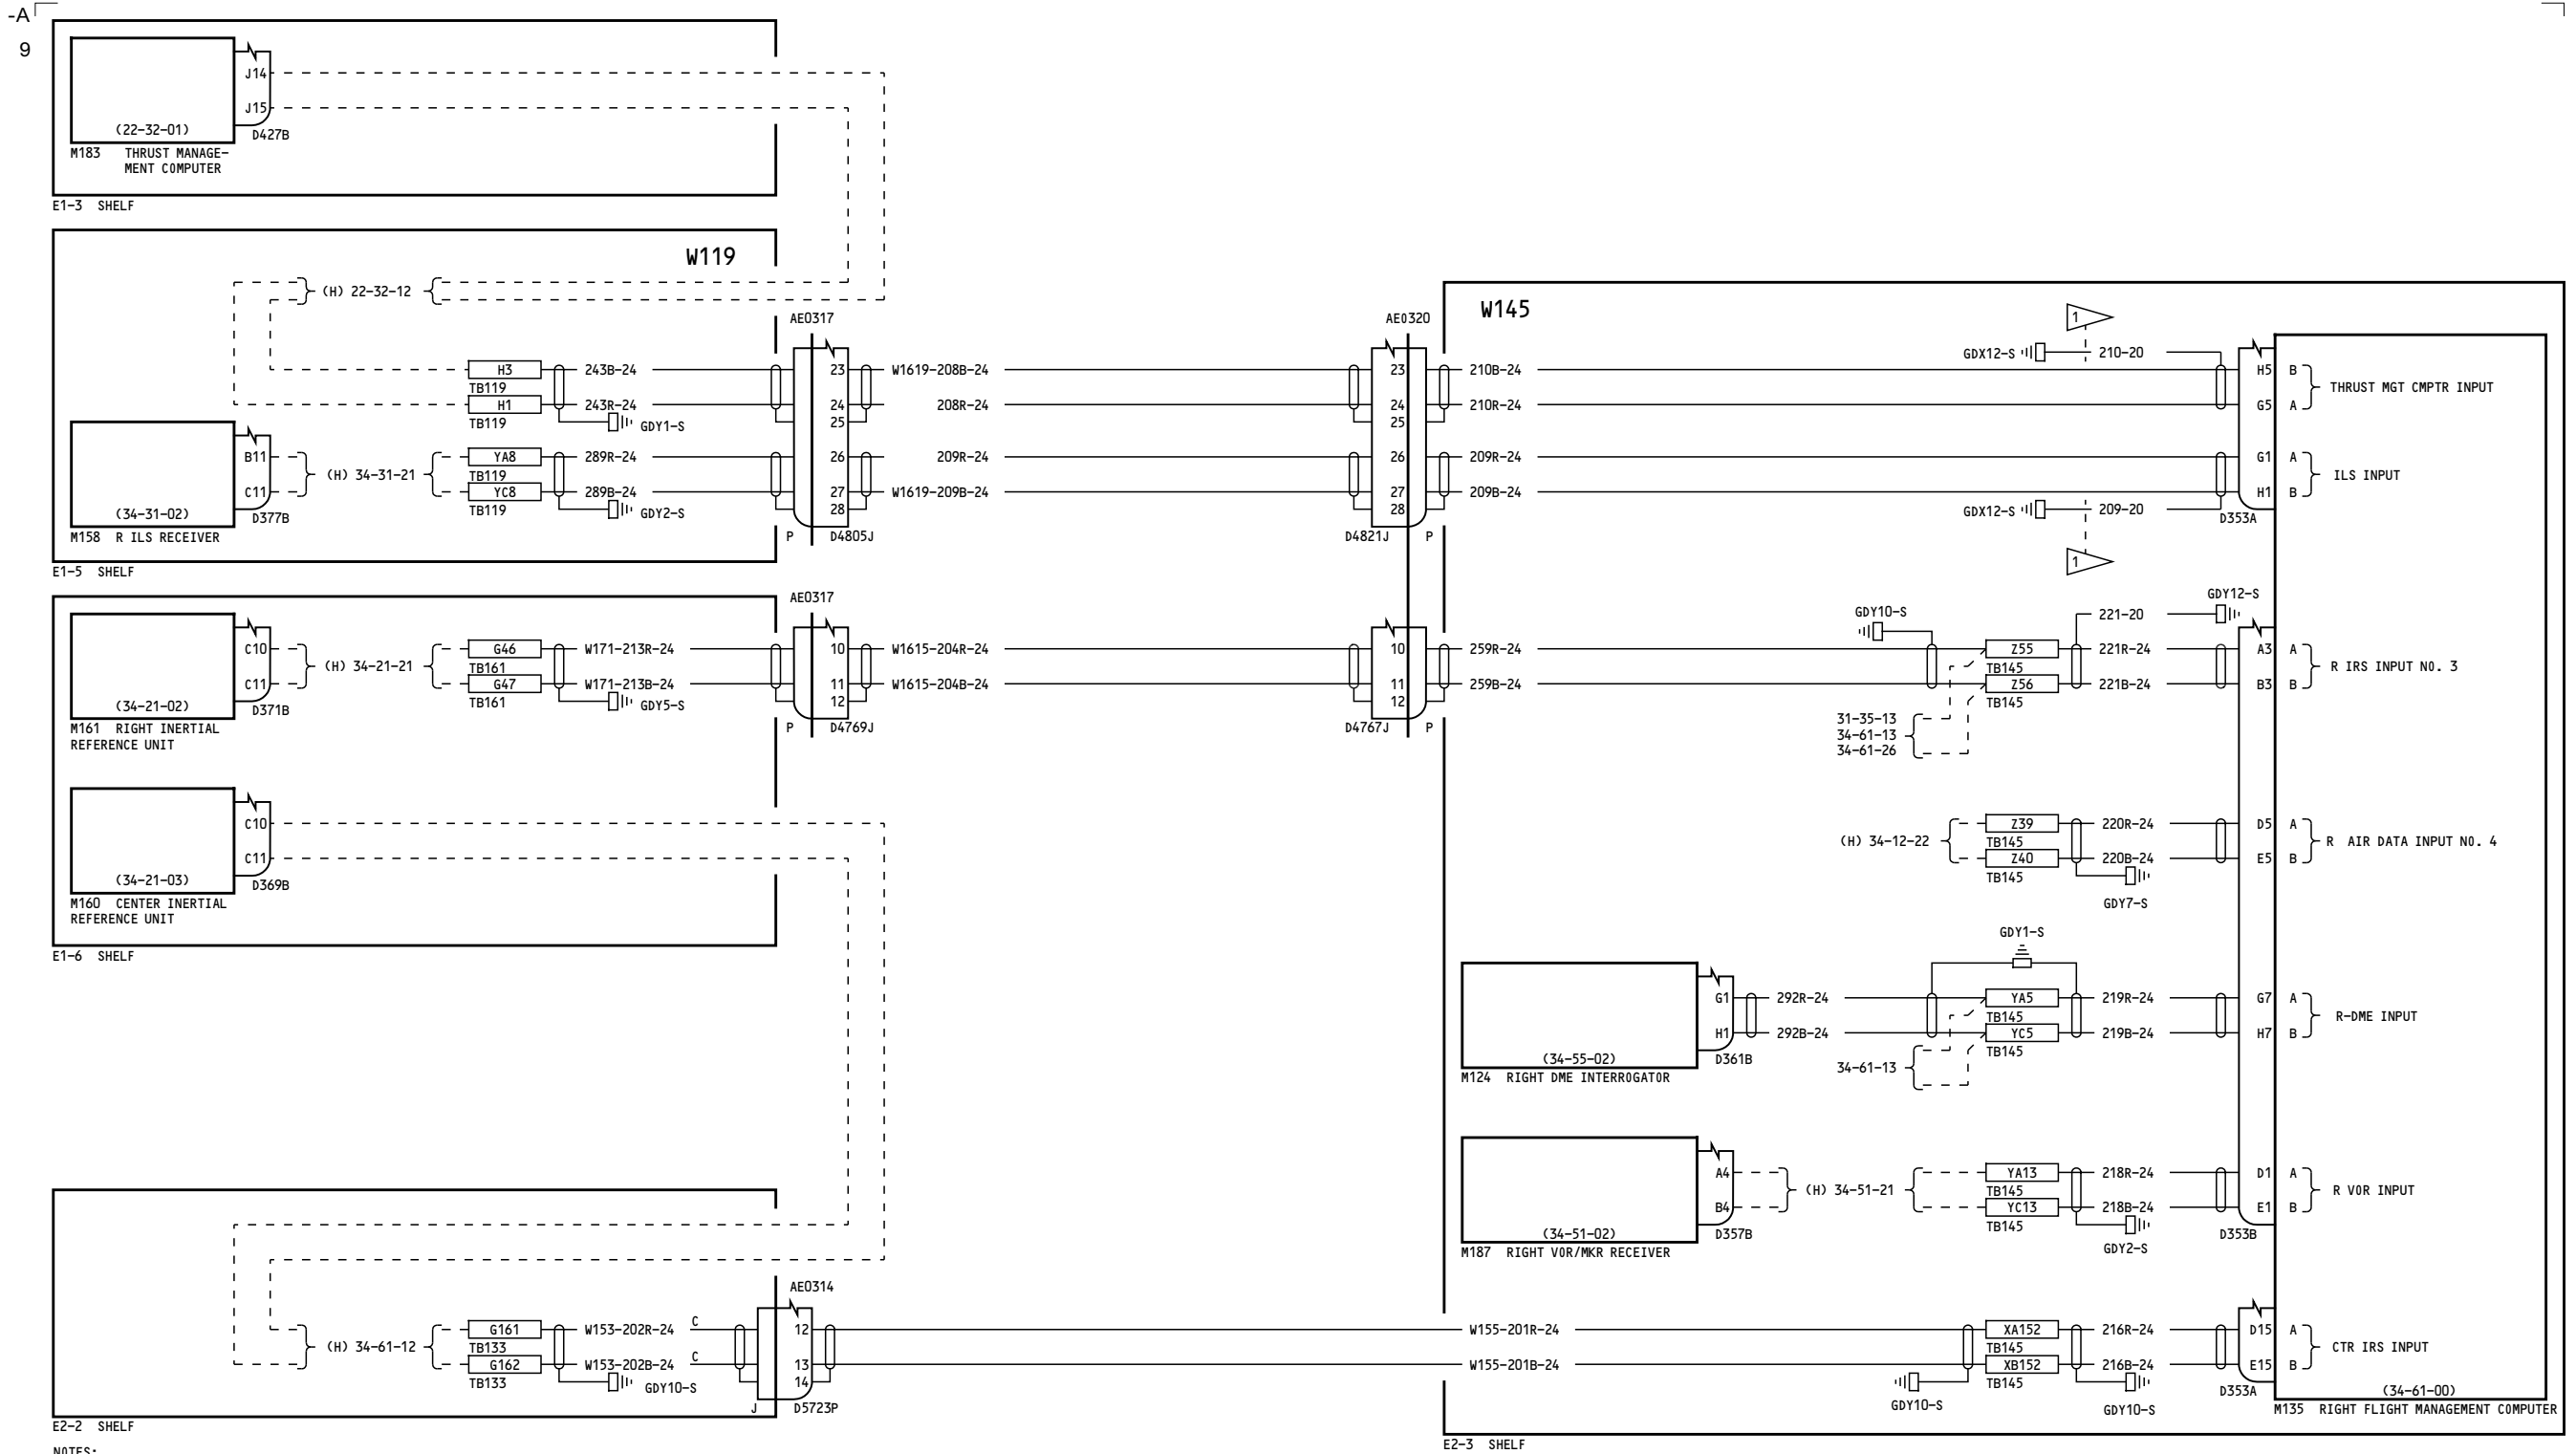 -A
9
J14
J15
(22-32-01)
D427B
M183 THRUST MANAGE-
MENT COMPUTER
E1-3 SHELF
W119
(H) 22-32-12
AE0317
H3
TB119
243B-24
23
W1619-208B-24
H1
TB119
243R-24
24
208R-24
25
GDY1-S
B11
C11
(H) 34-31-21
YA8
TB119
289R-24
26
209R-24
YC8
TB119
289B-24
27
W1619-209B-24
28
GDY2-S
(34-31-02)
D377B
M158 R ILS RECEIVER
P
D4805J
E1-5 SHELF
AE0320
23
24
25
26
27
28
D4821J
P
W145
210B-24
210R-24
209R-24
209B-24
1
GDX12-S
210-20
GDX12-S
209-20
1
H5 B
G5 A
THRUST MGT CMPTR INPUT
G1 A
H1 B
ILS INPUT
D353A
AE0317
C10
C11
(H) 34-21-21
G46
TB161
W171-213R-24
10
W1615-204R-24
G47
TB161
W171-213B-24
11
W1615-204B-24
12
GDY5-S
(34-21-02)
D371B
M161 RIGHT INERTIAL
REFERENCE UNIT
P
D4769J
10
11
12
D4767J
P
259R-24
259B-24
GDY10-S
GDY12-S
221-20
Z55
TB145
221R-24
A3 A
Z56
TB145
221B-24
B3 B
R IRS INPUT NO. 3
31-35-13
34-61-13
34-61-26
C10
C11
(34-21-03)
D369B
M160 CENTER INERTIAL
REFERENCE UNIT
E1-6 SHELF
(H) 34-12-22
Z39
TB145
220R-24
D5 A
Z40
TB145
220B-24
E5 B
R AIR DATA INPUT NO. 4
GDY7-S
GDY1-S
G1
292R-24
YA5
TB145
219R-24
G7 A
H1
292B-24
YC5
TB145
219B-24
H7 B
R-DME INPUT
(34-55-02)
D361B
34-61-13
M124 RIGHT DME INTERROGATOR
A4
B4
(H) 34-51-21
YA13
TB145
218R-24
D1 A
YC13
TB145
218B-24
E1 B
R VOR INPUT
(34-51-02)
D357B
GDY2-S
D353B
M187 RIGHT VOR/MKR RECEIVER
AE0314
(H) 34-61-12
G161
TB133
W153-202R-24
C
12
W155-201R-24
XA152
TB145
216R-24
D15 A
G162
TB133
W153-202B-24
C
13
W155-201B-24
XB152
TB145
216B-24
E15 B
CTR IRS INPUT
14
GDY10-S
J
D5723P
GDY10-S
GDY10-S
D353A
(34-61-00)
M135 RIGHT FLIGHT MANAGEMENT COMPUTER
E2-2 SHELF
E2-3 SHELF
NOTES: